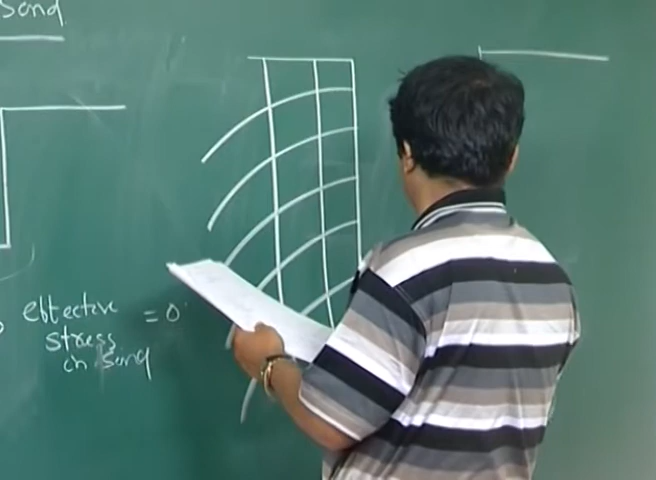 sand
effective = 0
stress
in sand